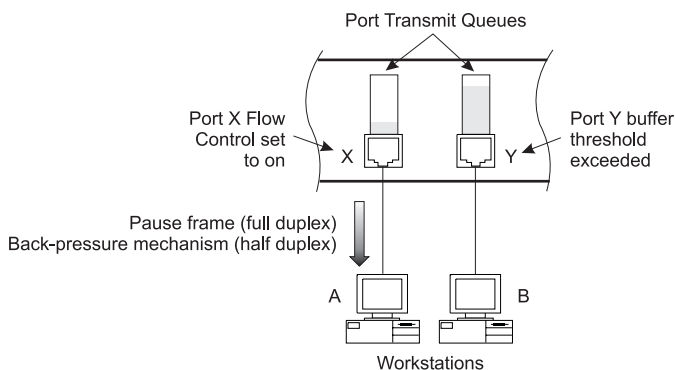 Port Transmit Queues
Port X Flow
Control set
to on
X
Y
Port Y buffer
threshold
exceeded
Pause frame (full duplex)
Back-pressure mechanism (half duplex)
A
B
Workstations